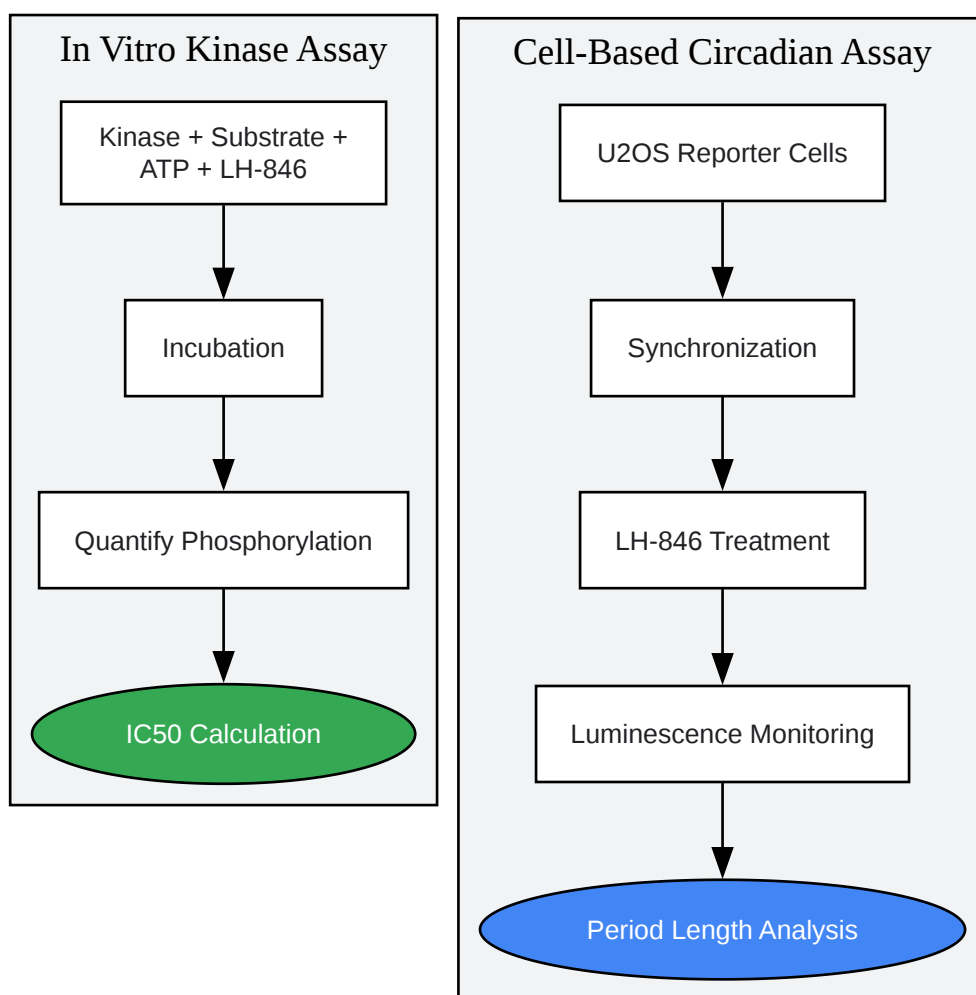 In Vitro Kinase Assay
Kinase + Substrate +
ATP + LH-846
Incubation
Quantify Phosphorylation
IC50 Calculation
Cell-Based Circadian Assay
U2OS Reporter Cells
Synchronization
LH-846 Treatment
Luminescence Monitoring
Period Length Analysis